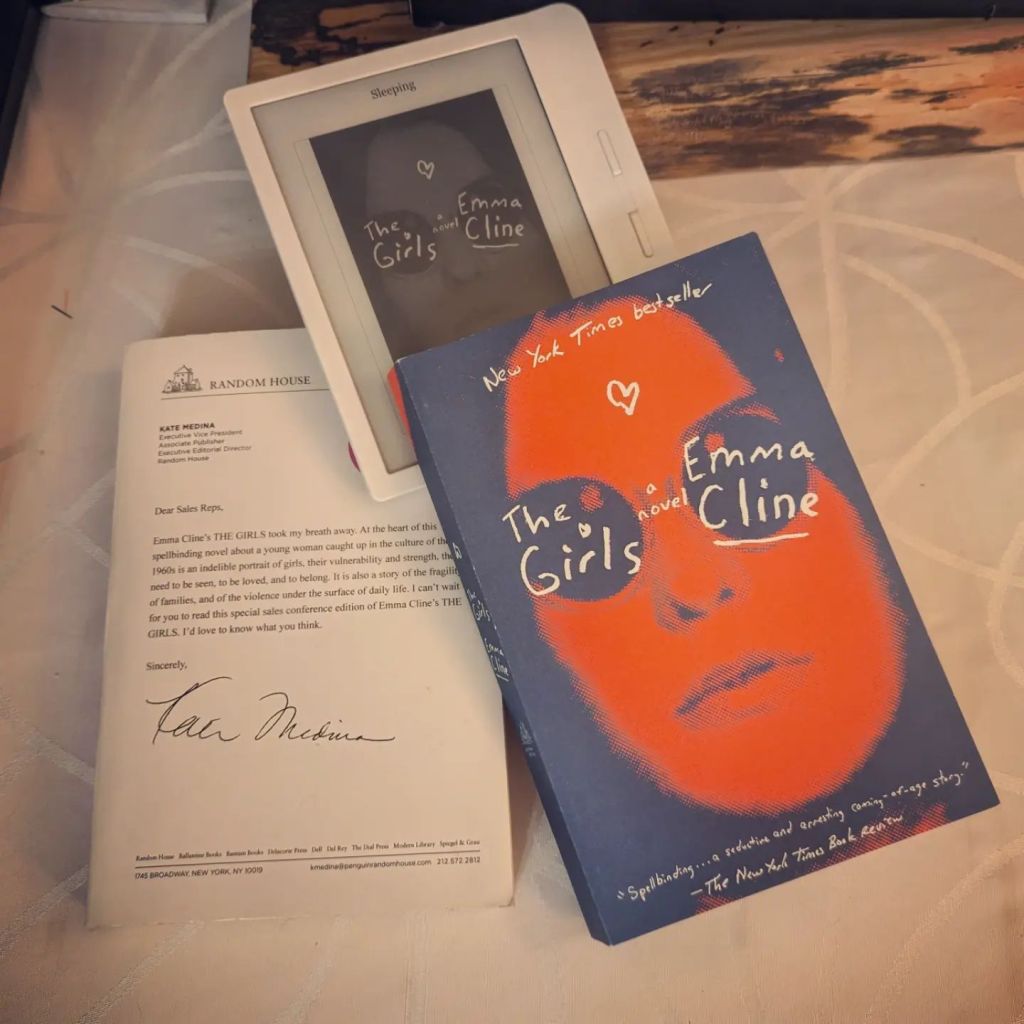 Sleeping
The
Girls
a
novel
Emma
Cline
RANDOM HOUSE
KATE MEDINA
Executive Vice President
Associate Publisher
Executive Editorial Director
Random House
Dear Sales Reps,
Emma Cline's THE GIRLS took my breath away. At the heart of this
spellbinding novel about a young woman caught up in the culture of the
1960s is an indelible portrait of girls, their vulnerability and strength, the
need to be seen, to be loved, and to belong. It is also a story of the fragility
of families, and of the violence under the surface of daily life. I can't wait
for you to read this special sales conference edition of Emma Cline's THE
GIRLS. I'd love to know what you think.
Sincerely,
Kate Medina
Random House Ballantine Books Bantam Books Delacorte Press Dell Del Rey The Dial Press Modern Library Spiegel & Grau
1745 BROADWAY, NEW YORK, NY 10019 kmedina@penguinrandomhouse.com 212.572.2812
New York Times bestseller
The
Girls
a
novel
Emma
Cline
"Spellbinding...a seductive and arresting coming-of-age story."
—The New York Times Book Review
The
Girls
Emma
Cline